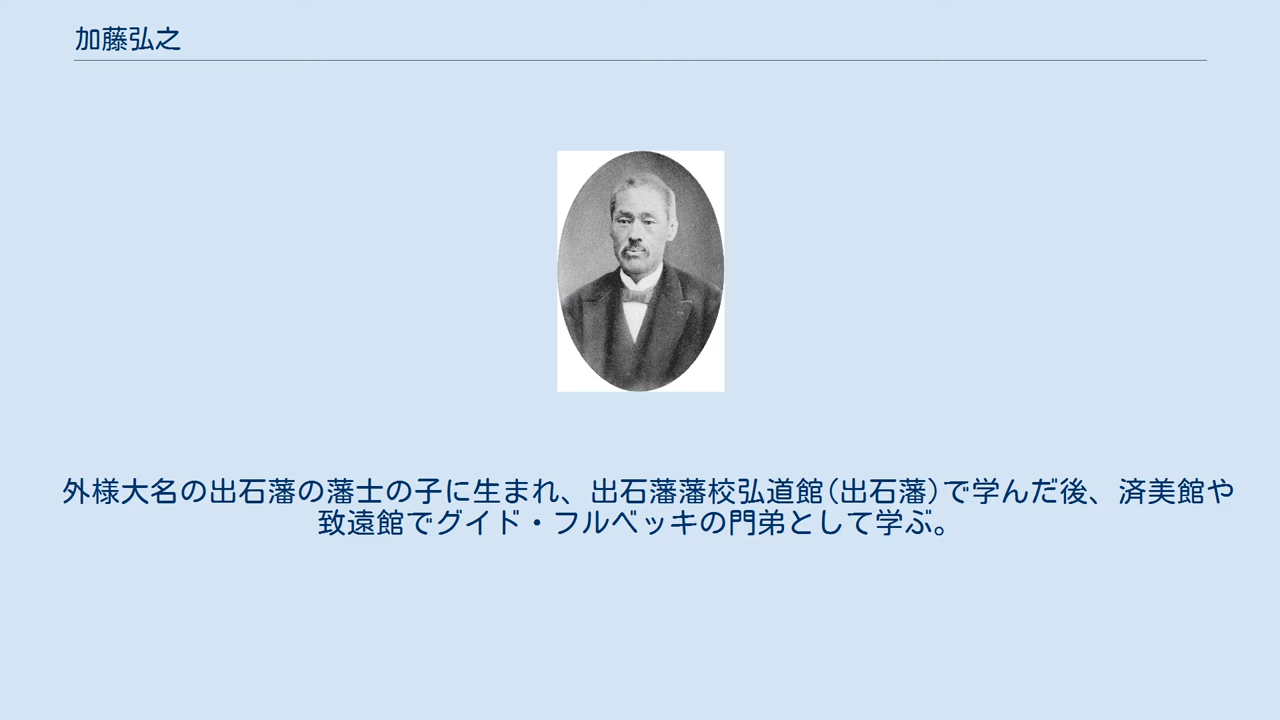 加藤弘之
外様大名の出石藩の藩士の子に生まれ、出石藩藩校弘道館(出石藩)で学んだ後、済美館や
致遠館でグイド・フルベッキの門弟として学ぶ。